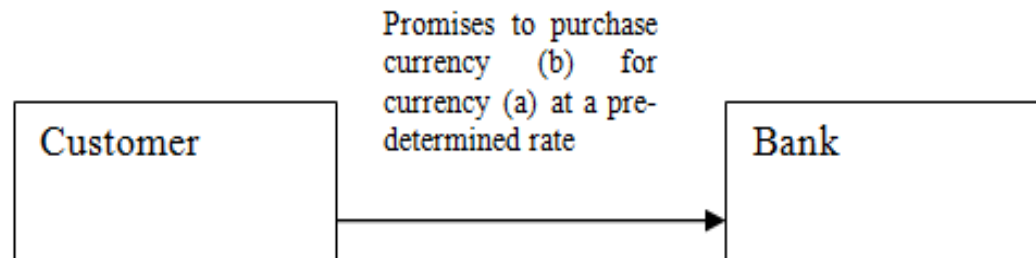 Promises to purchase
currency (b) for
currency (a) at a pre-
determined rate
Customer
Bank